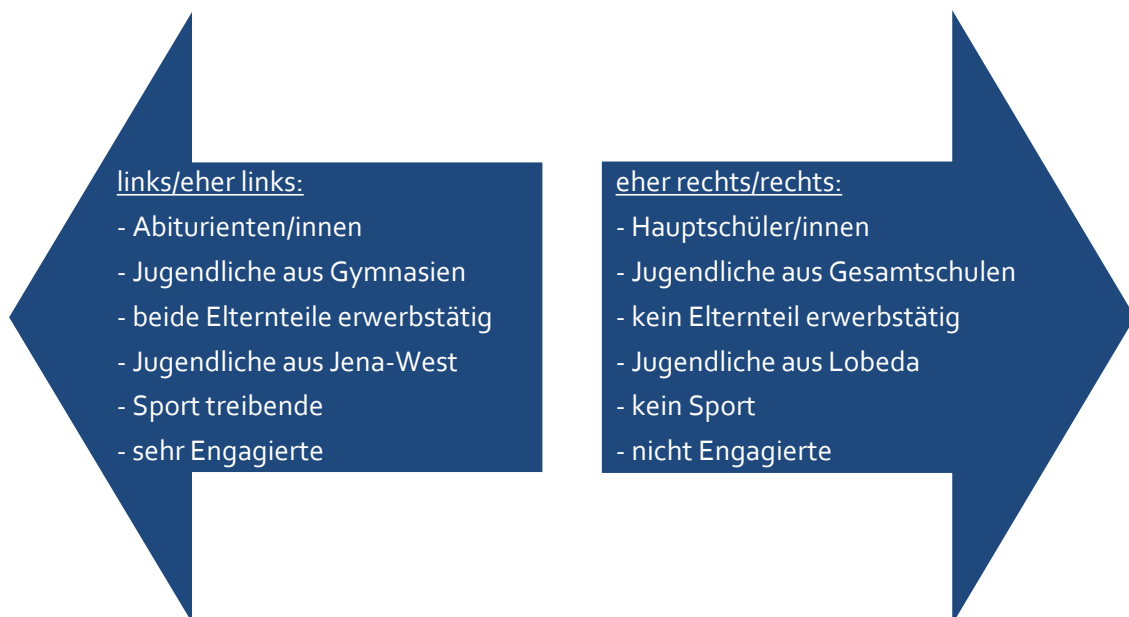 links/eher links:
- Abiturienten/innen
- Jugendliche aus Gymnasien
- beide Elternteile erwerbstätig
- Jugendliche aus Jena-West
- Sport treibende
- sehr Engagierte
eher rechts/rechts:
- Hauptschüler/innen
- Jugendliche aus Gesamtschulen
- kein Elternteil erwerbstätig
- Jugendliche aus Lobeda
- kein Sport
- nicht Engagierte